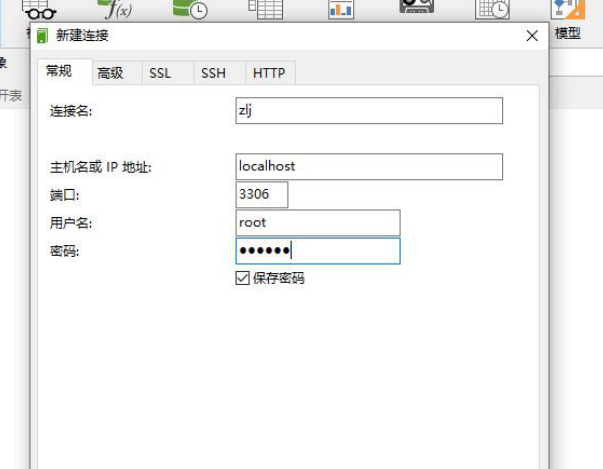 f(x)
新建连接
模型
常规 高级 SSL SSH HTTP
开表
连接名: zlj
主机名或 IP 地址: localhost
端口: 3306
用户名: root
密码: ●●●●●●
保存密码